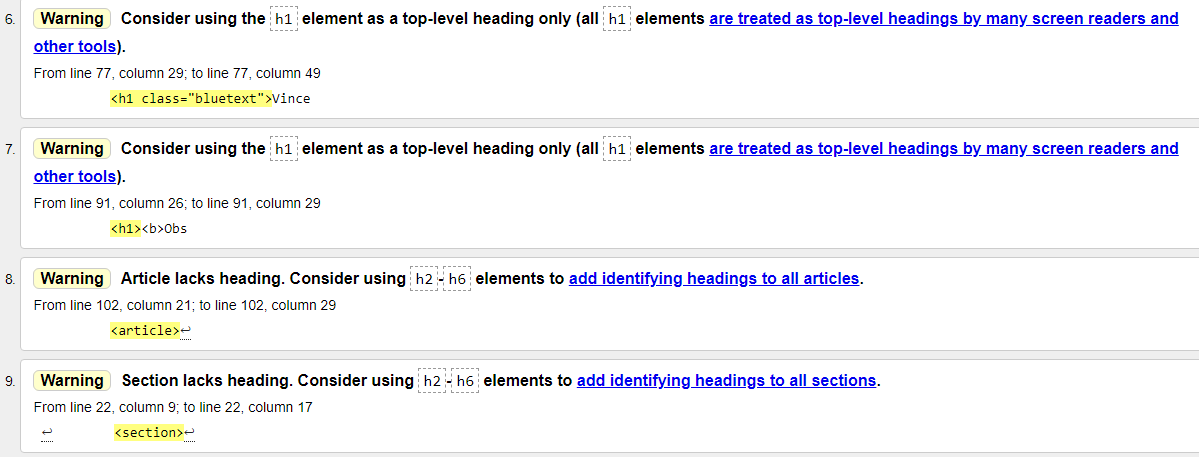 6. Warning Consider using the h1 element as a top-level heading only (all h1 elements are treated as top-level headings by many screen readers and
other tools).
From line 77, column 29; to line 77, column 49
<h1 class="bluetext">Vince
7. Warning Consider using the h1 element as a top-level heading only (all h1 elements are treated as top-level headings by many screen readers and
other tools).
From line 91, column 26; to line 91, column 29
<h1><b>Obs
8. Warning Article lacks heading. Consider using h2-h6 elements to add identifying headings to all articles.
From line 102, column 21; to line 102, column 29
<article>↩
9. Warning Section lacks heading. Consider using h2-h6 elements to add identifying headings to all sections.
From line 22, column 9; to line 22, column 17
↩ <section>↩